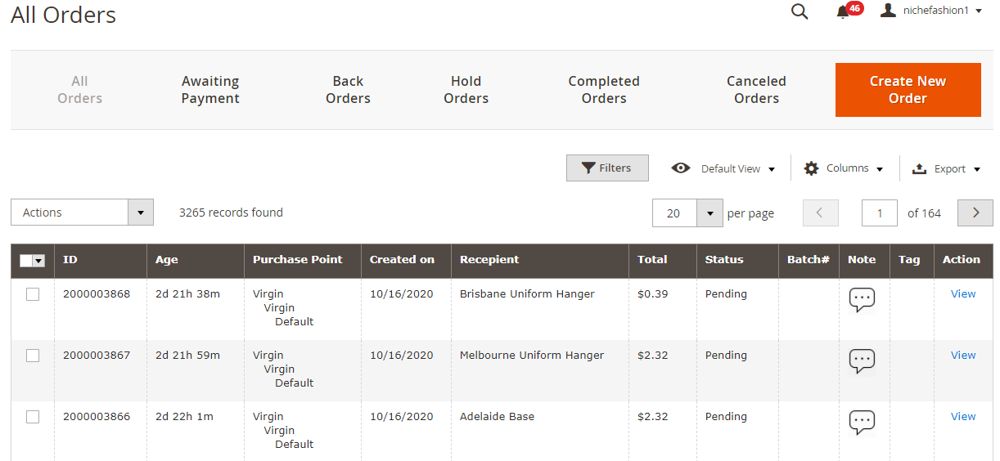 All Orders
46
nichefashion1
All Orders
Awaiting Payment
Back Orders
Hold Orders
Completed Orders
Canceled Orders
Create New Order
Filters
Default View
Columns
Export
Actions
3265 records found
20 per page
1 of 164
ID Age Purchase Point Created on Recepient Total Status Batch# Note Tag Action
2000003868 2d 21h 38m Virgin 10/16/2020 Brisbane Uniform Hanger $0.39 Pending View
Virgin
Default
2000003867 2d 21h 59m Virgin 10/16/2020 Melbourne Uniform Hanger $2.32 Pending View
Virgin
Default
2000003866 2d 22h 1m Virgin 10/16/2020 Adelaide Base $2.32 Pending View
Virgin
Default